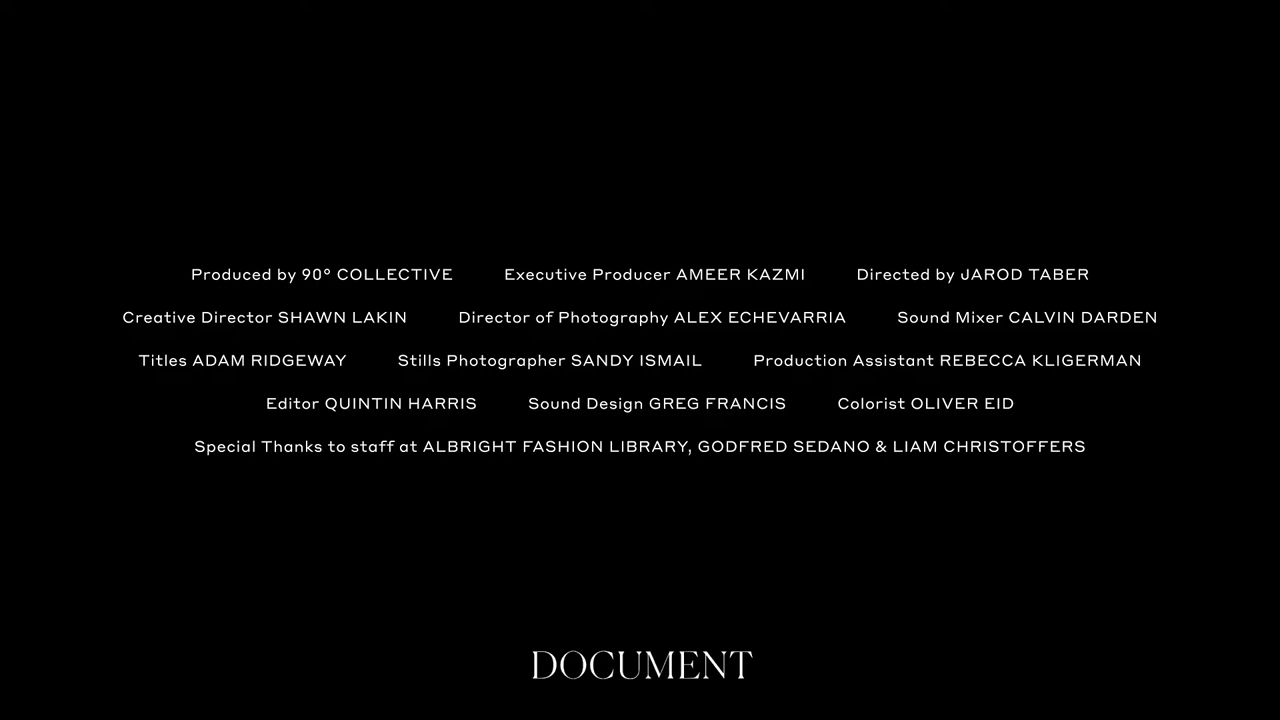 Produced by 90° COLLECTIVE Executive Producer AMEER KAZMI Directed by JAROD TABER
Creative Director SHAWN LAKIN Director of Photography ALEX ECHEVARRIA Sound Mixer CALVIN DARDEN
Titles ADAM RIDGEWAY Stills Photographer SANDY ISMAIL Production Assistant REBECCA KLIGERMAN
Editor QUINTIN HARRIS Sound Design GREG FRANCIS Colorist OLIVER EID
Special Thanks to staff at ALBRIGHT FASHION LIBRARY, GODFRED SEDANO & LIAM CHRISTOFFERS
DOCUMENT